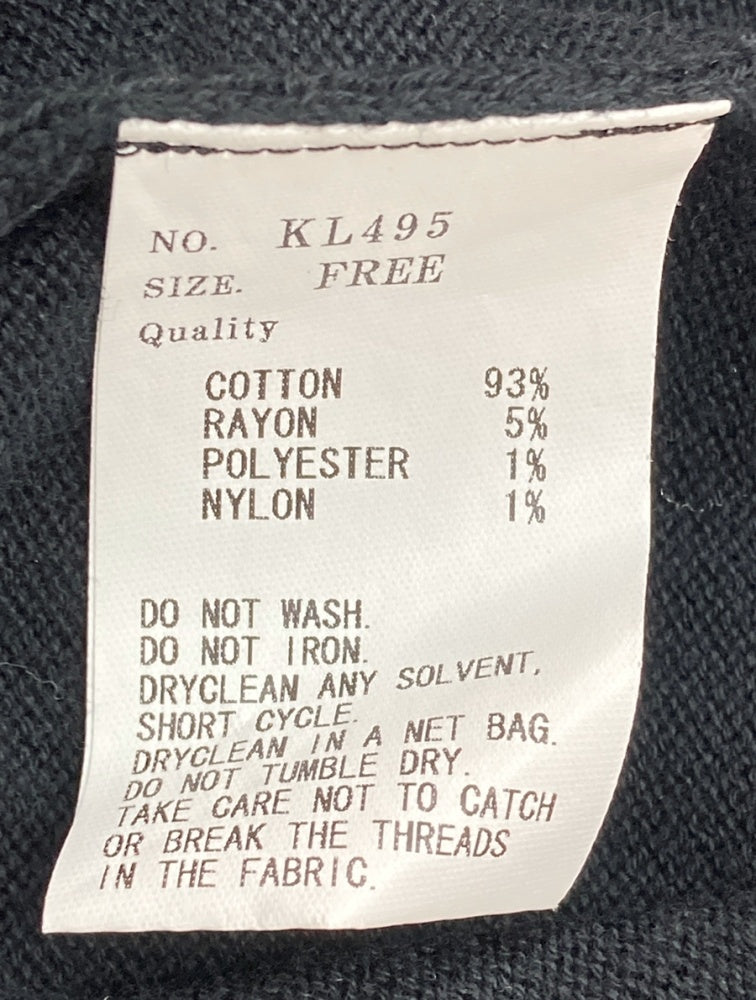 NO. KL495
SIZE. FREE
Quality
COTTON 93%
RAYON 5%
POLYESTER 1%
NYLON 1%
DO NOT WASH.
DO NOT IRON.
DRYCLEAN ANY SOLVENT,
SHORT CYCLE.
DRYCLEAN IN A NET BAG.
DO NOT TUMBLE DRY.
TAKE CARE NOT TO CATCH
OR BREAK THE THREADS
IN THE FABRIC.